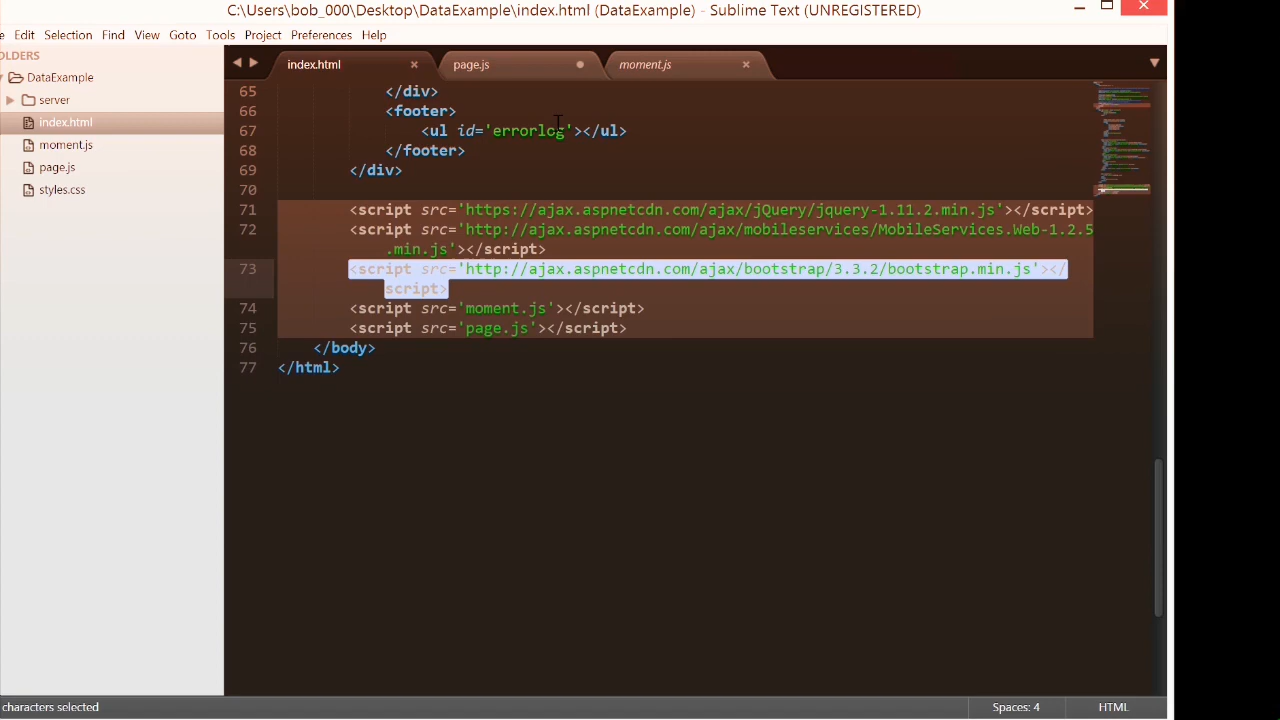 C:\Users\bob_000\Desktop\DataExample\index.html (DataExample) - Sublime Text (UNREGISTERED)
Edit Selection Find View Goto Tools Project Preferences Help
OLDERS
DataExample
server
index.html
moment.js
page.js
styles.css
index.html page.js moment.js
65 </div>
66 <footer>
67 <ul id='errorlog'></ul>
68 </footer>
69 </div>
70
71 <script src='https://ajax.aspnetcdn.com/ajax/jQuery/jquery-1.11.2.min.js'></script>
72 <script src='http://ajax.aspnetcdn.com/ajax/mobileservices/MobileServices.Web-1.2.5
.min.js'></script>
73 <script src='http://ajax.aspnetcdn.com/ajax/bootstrap/3.3.2/bootstrap.min.js'></
script>
74 <script src='moment.js'></script>
75 <script src='page.js'></script>
76 </body>
77 </html>
characters selected
Spaces: 4
HTML